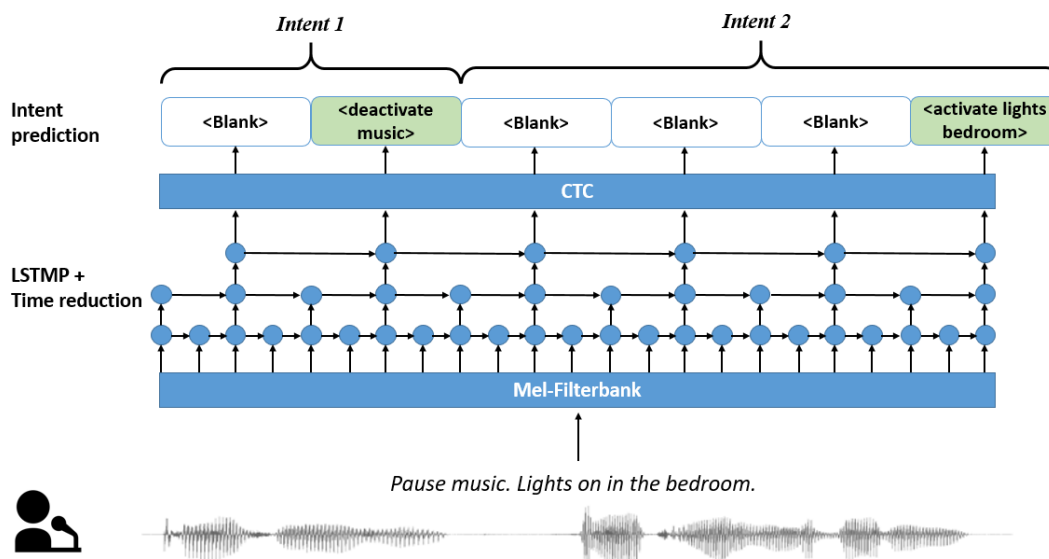 Intent 1
Intent 2
Intent
prediction
<Blank>
<deactivate
music>
<Blank>
<Blank>
<Blank>
<activate lights
bedroom>
CTC
LSTMP +
Time reduction
Mel-Filterbank
Pause music. Lights on in the bedroom.